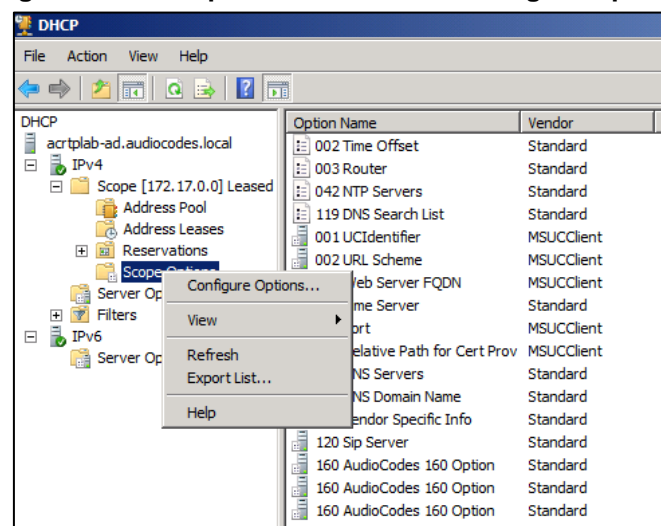 DHCP
File Action View Help
DHCP
acrtplab-ad.audiocodes.local
IPv4
Scope [172.17.0.0] Leased
Address Pool
Address Leases
Reservations
Scope Options
Server Op
Filters
IPv6
Server Op
Configure Options...
View
Refresh
Export List...
Help
Option Name Vendor
002 Time Offset Standard
003 Router Standard
042 NTP Servers Standard
119 DNS Search List Standard
001 UCIdentifier MSUCClient
002 URL Scheme MSUCClient
eb Server FQDN MSUCClient
me Server Standard
ort MSUCClient
elative Path for Cert Prov MSUCClient
NS Servers Standard
NS Domain Name Standard
endor Specific Info Standard
120 Sip Server Standard
160 AudioCodes 160 Option Standard
160 AudioCodes 160 Option Standard
160 AudioCodes 160 Option Standard